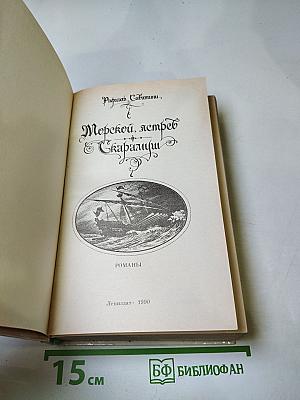 Рафаэль Сабатини
Морской ястреб
Скарамуш
РОМАНЫ
Лениздат · 1990
15 см
БФ БИБЛИОФАН